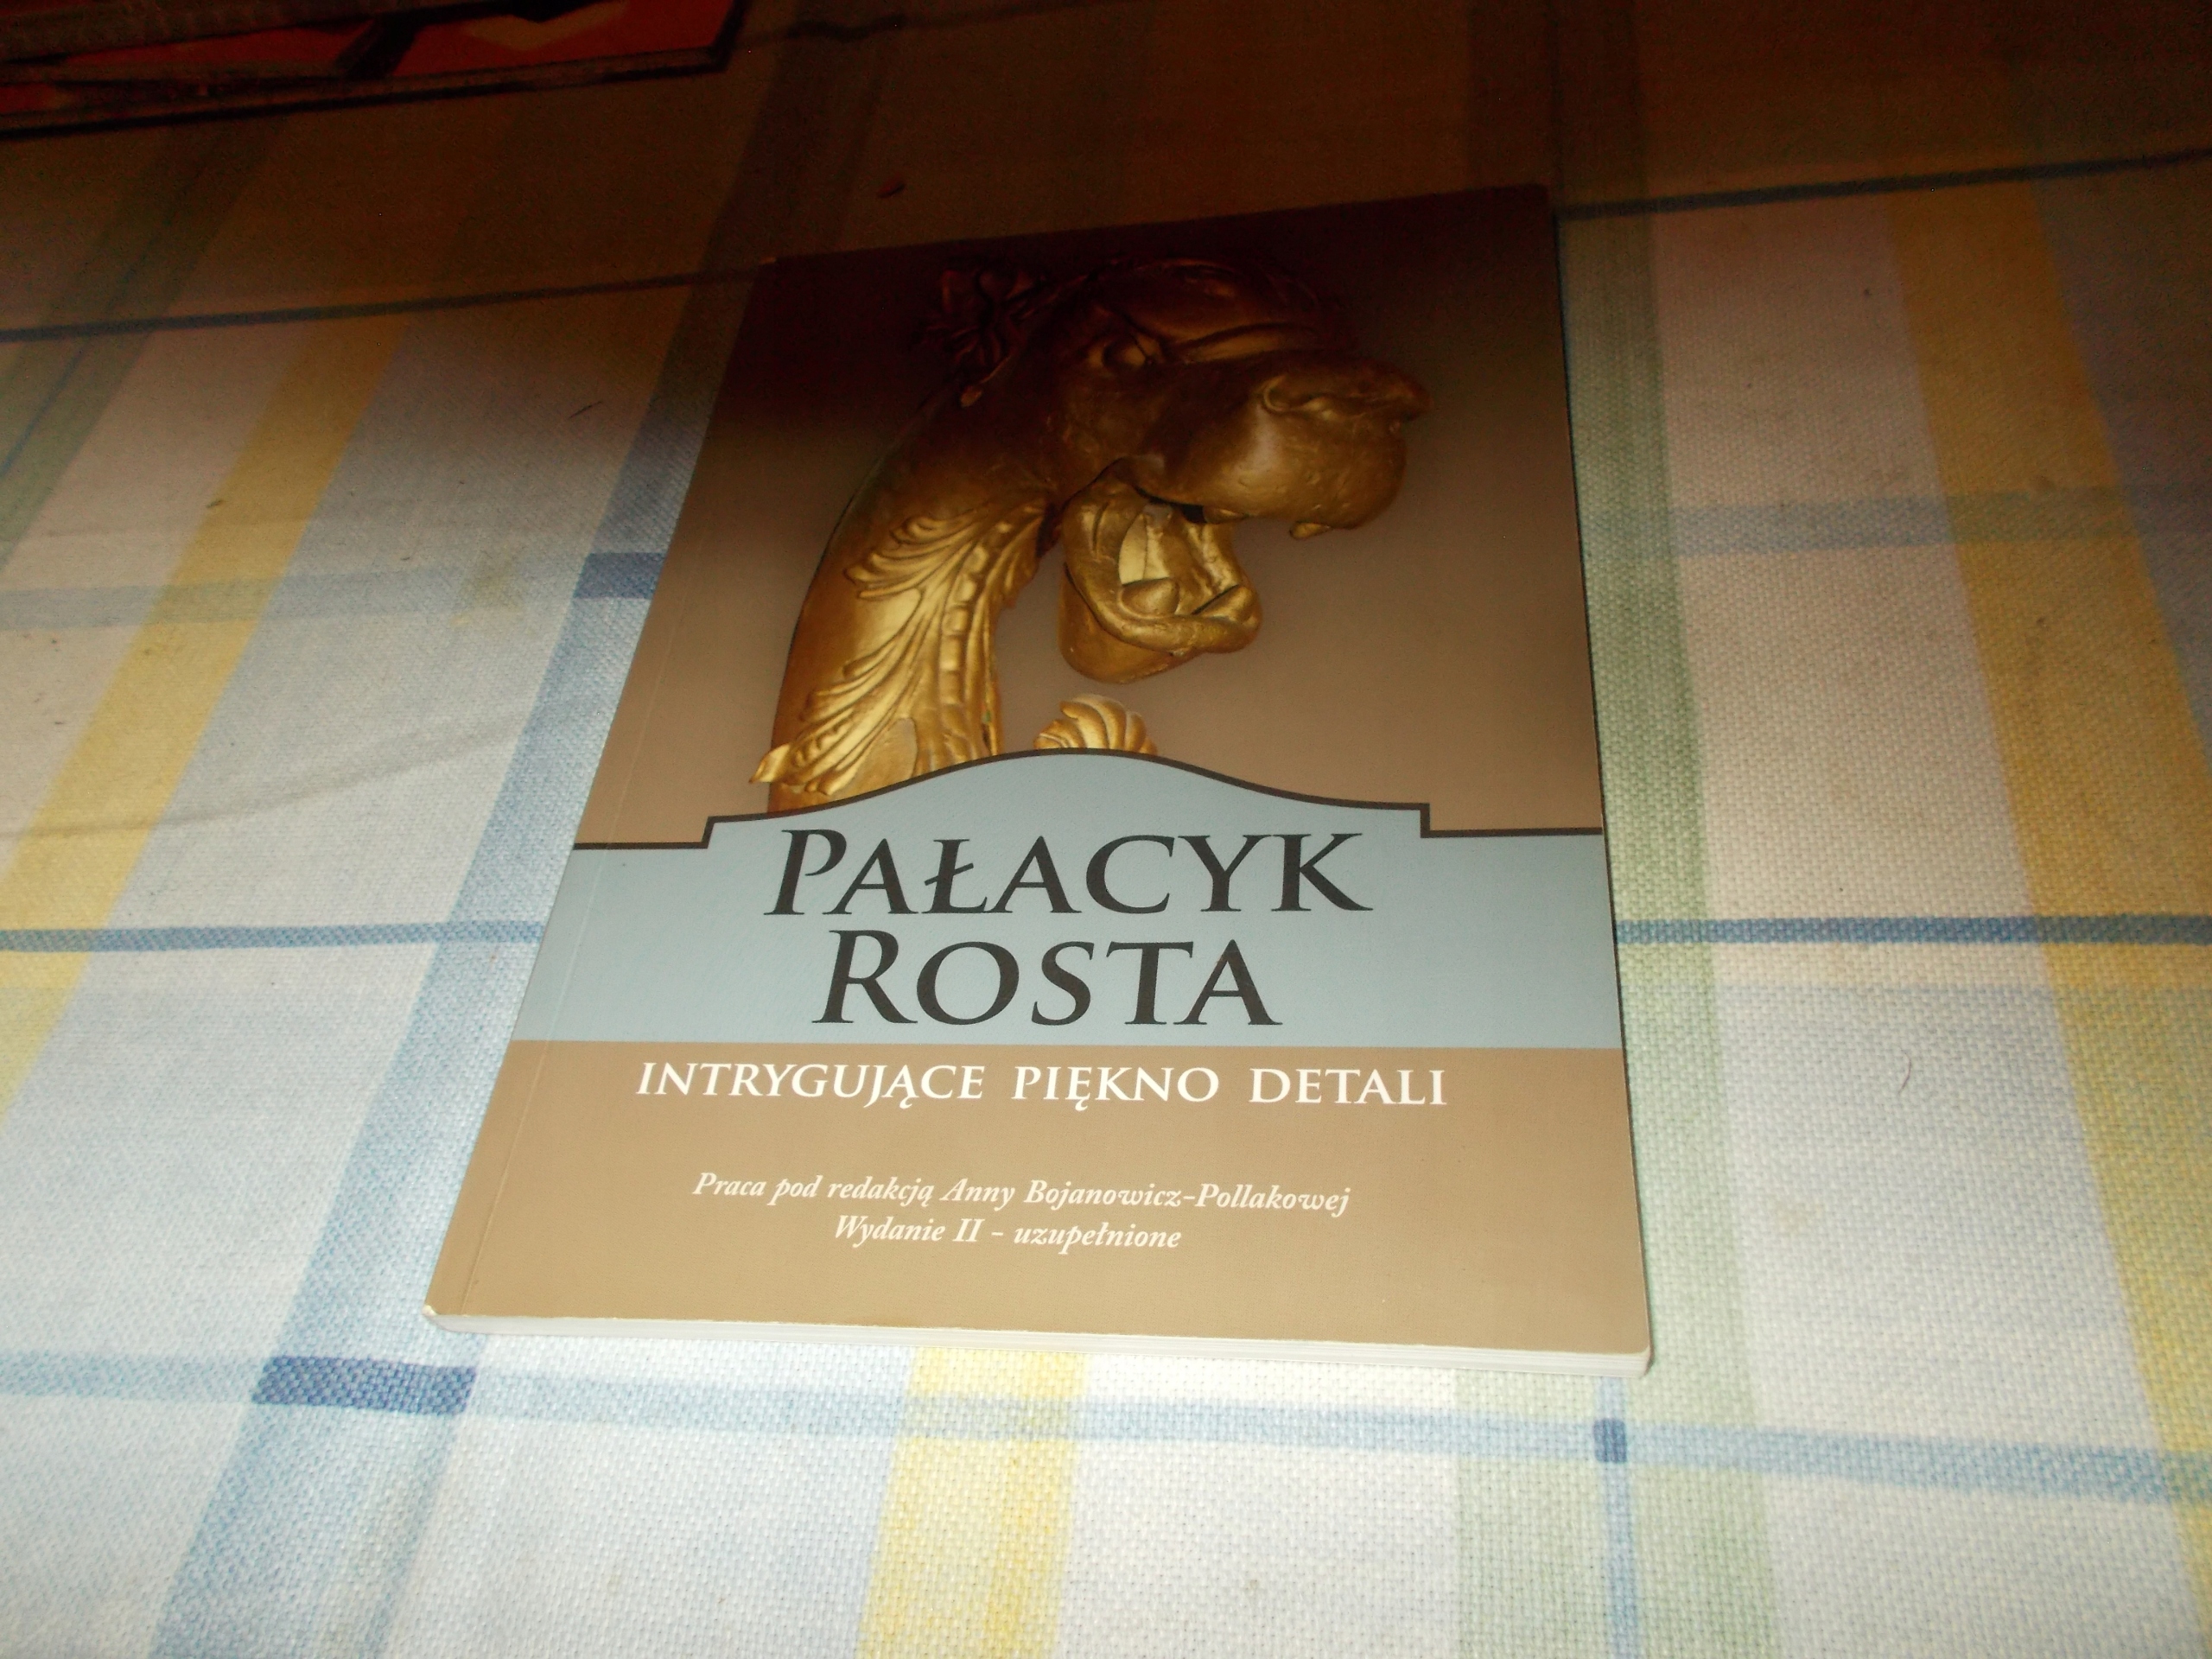 PAŁACYK
ROSTA
INTRYGUJĄCE PIĘKNO DETALI
Praca pod redakcją Anny Bojanowicz-Pollakowej
Wydanie II - uzupełnione